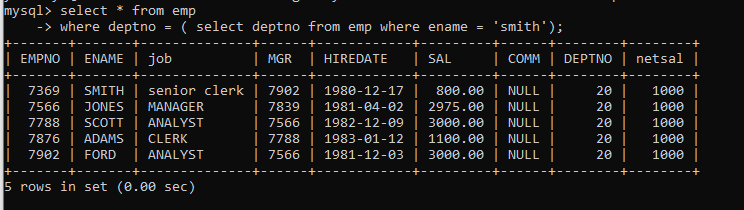 mysql> select * from emp
    -> where deptno = ( select deptno from emp where ename = 'smith');
+-------+-------+--------------+------+------------+---------+------+--------+--------+
| EMPNO | ENAME | job          | MGR  | HIREDATE   | SAL     | COMM | DEPTNO | netsal |
+-------+-------+--------------+------+------------+---------+------+--------+--------+
|  7369 | SMITH | senior clerk | 7902 | 1980-12-17 |  800.00 | NULL |     20 |   1000 |
|  7566 | JONES | MANAGER      | 7839 | 1981-04-02 | 2975.00 | NULL |     20 |   1000 |
|  7788 | SCOTT | ANALYST      | 7566 | 1982-12-09 | 3000.00 | NULL |     20 |   1000 |
|  7876 | ADAMS | CLERK        | 7788 | 1983-01-12 | 1100.00 | NULL |     20 |   1000 |
|  7902 | FORD  | ANALYST      | 7566 | 1981-12-03 | 3000.00 | NULL |     20 |   1000 |
+-------+-------+--------------+------+------------+---------+------+--------+--------+
5 rows in set (0.00 sec)